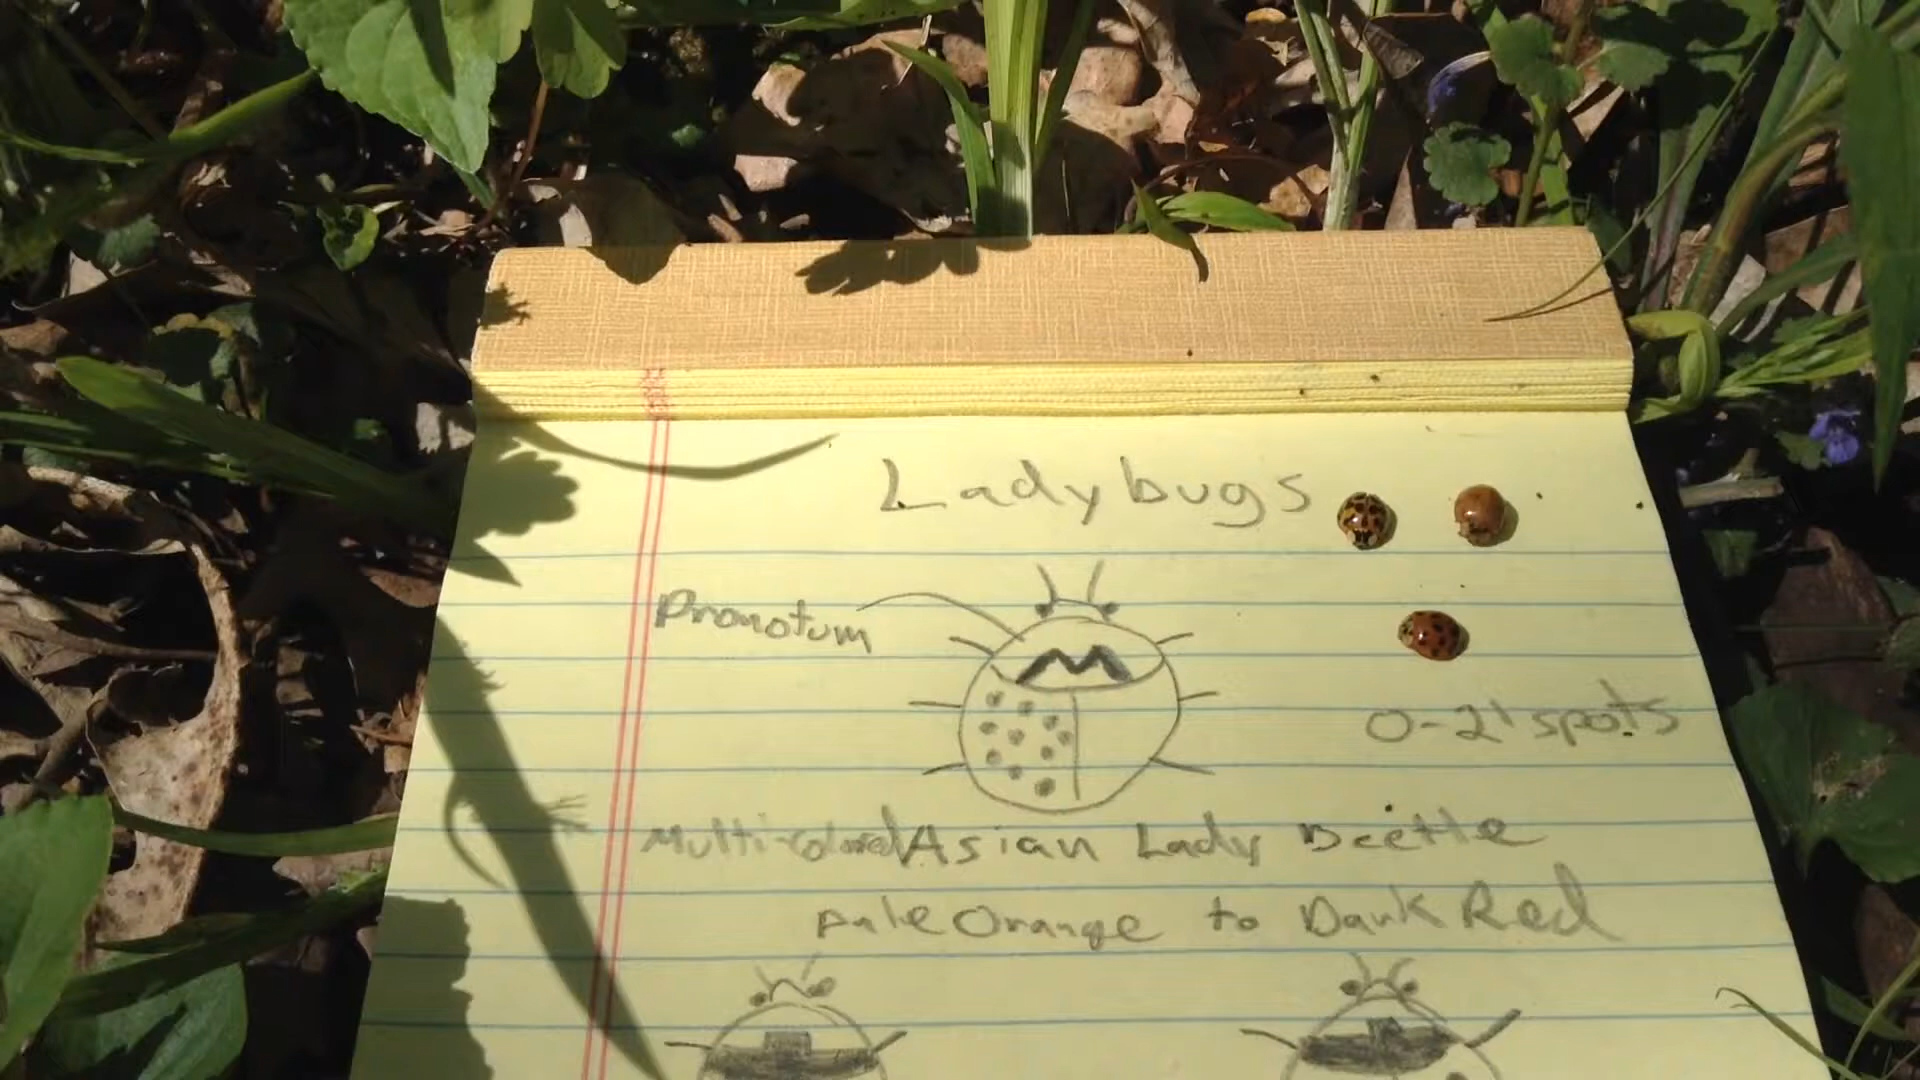 Ladybugs
Pronotum
0-21 spots
Multi-colored Asian Lady Beetle
Pale Orange to Dark Red